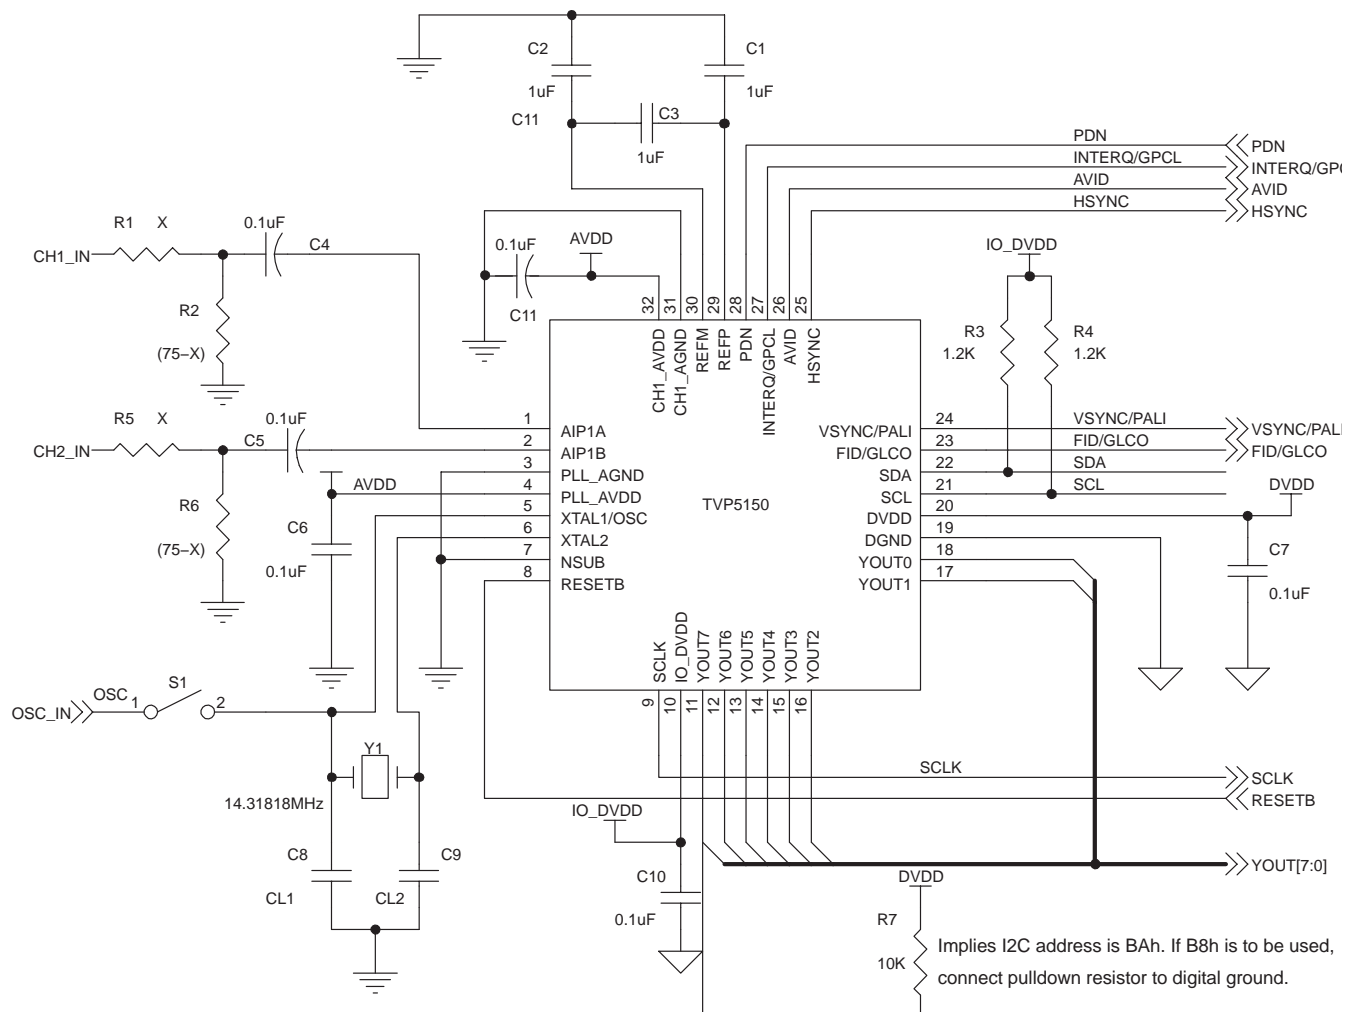 C2
C1
1uF
1uF
C11
C3
1uF
PDN
PDN
INTERQ/GPCL
INTERQ/GP
AVID
AVID
HSYNC
HSYNC
R1 X
0.1uF
C4
CH1_IN
R2
(75–X)
0.1uF
AVDD
C11
IO_DVDD
R3
1.2K
R4
1.2K
32
31
30
29
28
27
26
25
CH1_AVDD
CH1_AGND
REFM
REFP
PDN
INTERQ/GPCL
AVID
HSYNC
R5 X
0.1uF
C5
CH2_IN
R6
(75–X)
AVDD
C6
0.1uF
1 AIP1A
2 AIP1B
3 PLL_AGND
4 PLL_AVDD
5 XTAL1/OSC
6 XTAL2
7 NSUB
8 RESETB
TVP5150
VSYNC/PALI 24 VSYNC/PALI
VSYNC/PALI
FID/GLCO 23 FID/GLCO
FID/GLCO
SDA 22 SDA
SCL 21 SCL
DVDD 20
DVDD
DGND 19
YOUT0 18
YOUT1 17
C7
0.1uF
SCLK
IO_DVDD
YOUT7
YOUT6
YOUT5
YOUT4
YOUT3
YOUT2
9
10
11
12
13
14
15
16
OSC_IN
OSC
1
S1
2
Y1
14.31818MHz
SCLK
SCLK
RESETB
IO_DVDD
C8
CL1
C9
CL2
C10
0.1uF
YOUT[7:0]
DVDD
R7
10K
Implies I2C address is BAh. If B8h is to be used,
connect pulldown resistor to digital ground.